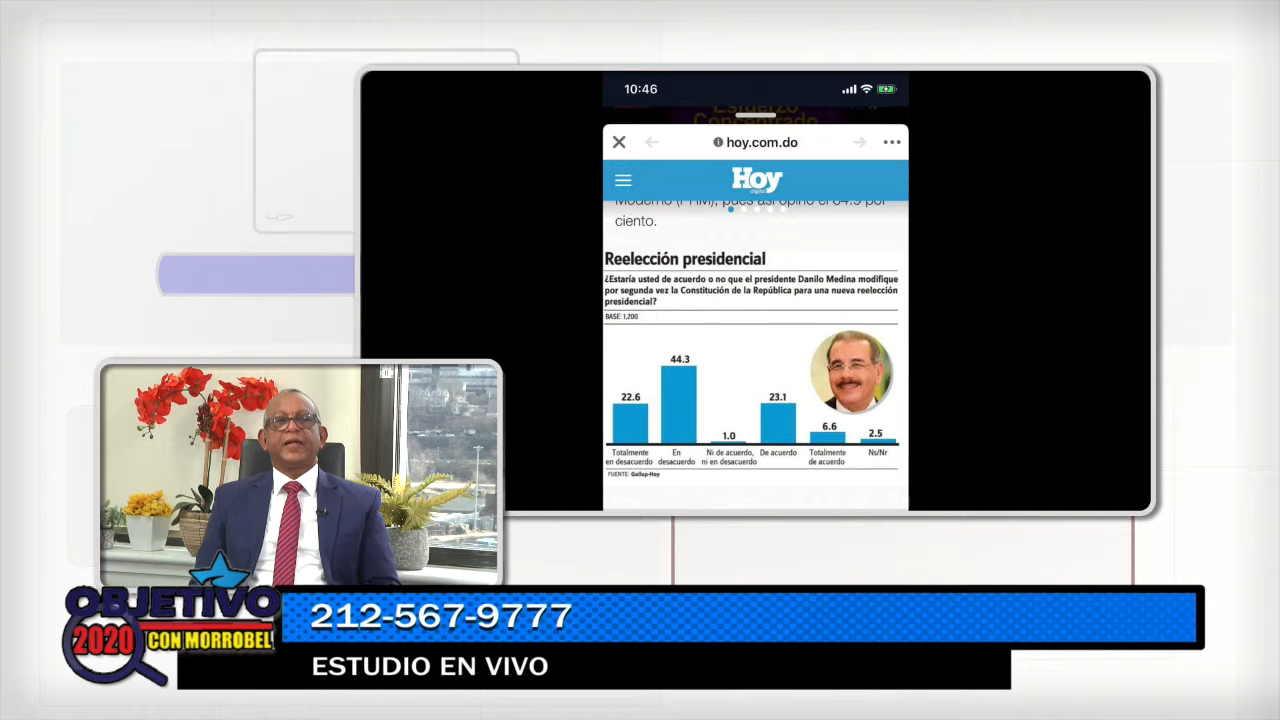 10:46
Esfuerzo
Concentrado
hoy.com.do
Hoy
digital
ciento.
Reelección presidencial
¿Estaría usted de acuerdo o no que el presidente Danilo Medina modifique
por segunda vez la Constitución de la República para una nueva reelección
presidencial?
BASE: 1,200
22.6
44.3
1.0
23.1
6.6
2.5
Totalmente
en desacuerdo
En
desacuerdo
Ni de acuerdo,
ni en desacuerdo
De acuerdo
Totalmente
de acuerdo
Ns/Nr
FUENTE: Gallup-Hoy
OBJETIVO
2020 CON MORROBEL
212-567-9777
ESTUDIO EN VIVO